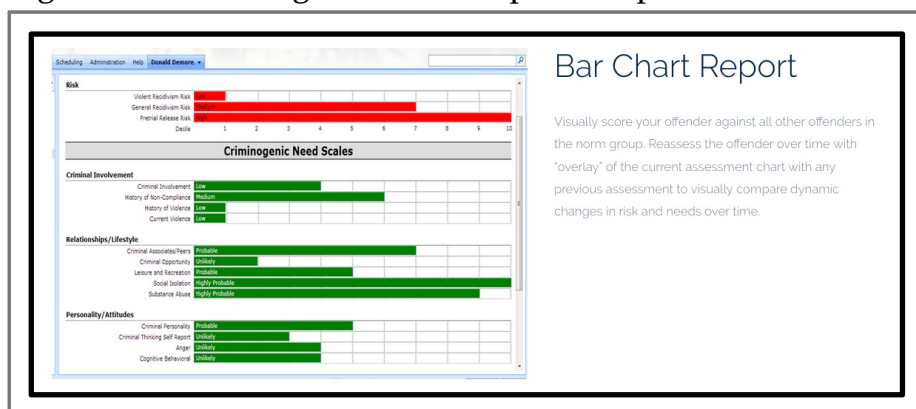 Scheduling Administration Help Donald Demore
Bar Chart Report
Visually score your offender against all other offenders in
the norm group. Reassess the offender over time with
"overlay" of the current assessment chart with any
previous assessment to visually compare dynamic
changes in risk and needs over time.
Risk
Violent Recidivism Risk Low
General Recidivism Risk Medium
Pretrial Release Risk High
Decile 1 2 3 4 5 6 7 8 9 10
Criminogenic Need Scales
Criminal Involvement
Criminal Involvement Low
History of Non-Compliance Medium
History of Violence Low
Current Violence Low
Relationships/Lifestyle
Criminal Associates/Peers Probable
Criminal Opportunity Unlikely
Leisure and Recreation Probable
Social Isolation Highly Probable
Substance Abuse Highly Probable
Personality/Attitudes
Criminal Personality Probable
Criminal Thinking Self Report Unlikely
Anger Unlikely
Cognitive Behavioral Unlikely